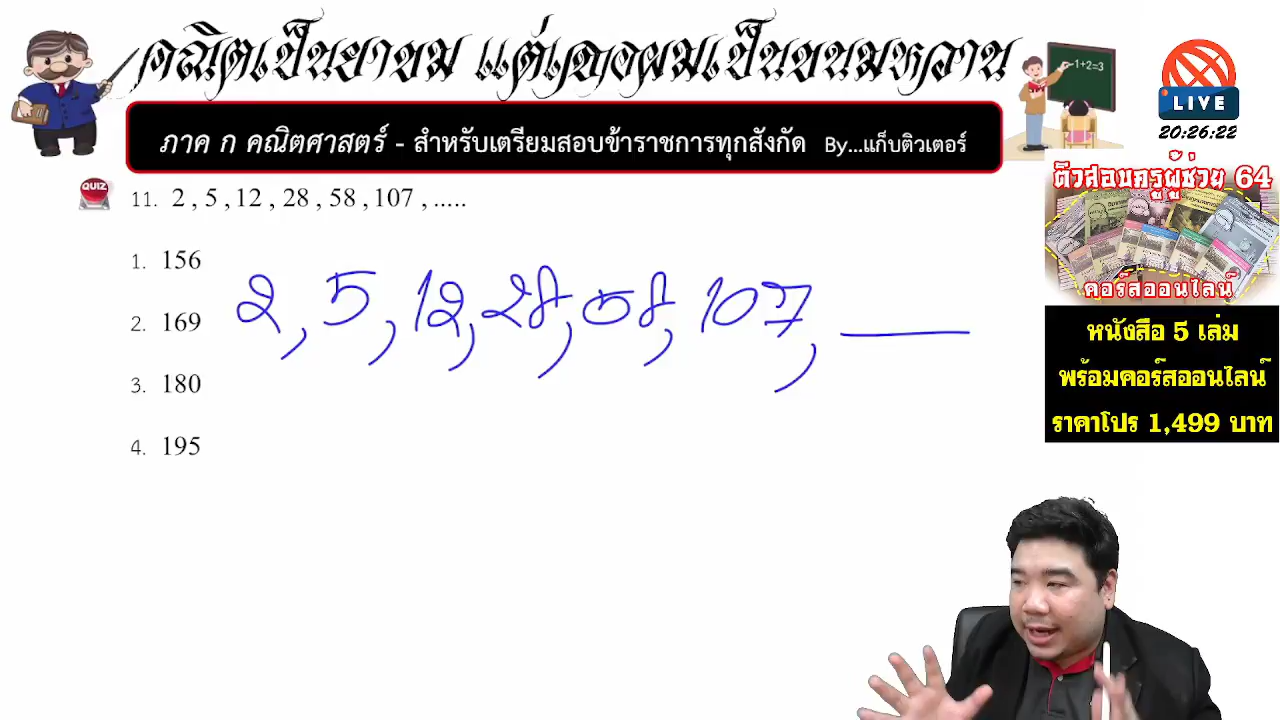 คณิตเป็นยาขม แต่เจอผมเป็นขนมหวาน
1+2=3
LIVE
20:26:22
ภาค ก คณิตศาสตร์ - สำหรับเตรียมสอบข้าราชการทุกสังกัด By...แก็บติวเตอร์
ติวสอบครูผู้ช่วย 64
คอร์สออนไลน์
QUIZ
11. 2 , 5 , 12 , 28 , 58 , 107 , .....
1. 156
2. 169
3. 180
4. 195
2, 5, 12, 28, 58, 107, ___
หนังสือ 5 เล่ม
พร้อมคอร์สออนไลน์
ราคาโปร 1,499 บาท